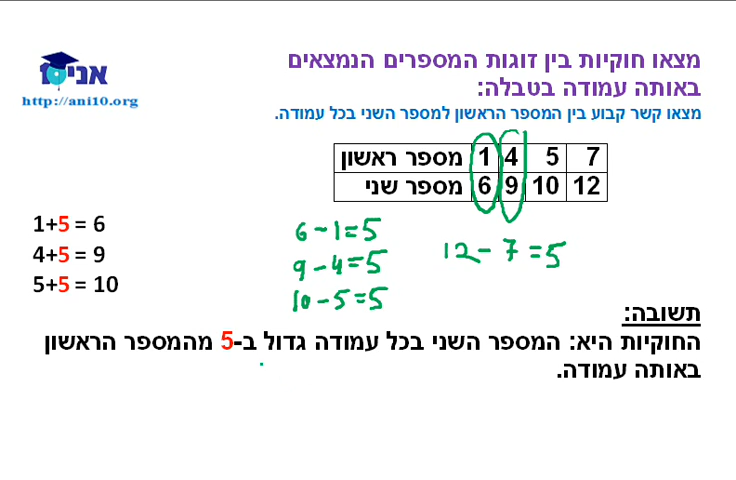 אני10
http://ani10.org
מצאו חוקיות בין זוגות המספרים הנמצאים
באותה עמודה בטבלה:
מצאו קשר קבוע בין המספר הראשון למספר השני בכל עמודה.
מספר ראשון 1 4 5 7
מספר שני 6 9 10 12
1+5 = 6
4+5 = 9
5+5 = 10
6 - 1 = 5
9 - 4 = 5
10 - 5 = 5
12 - 7 = 5
תשובה:
החוקיות היא: המספר השני בכל עמודה גדול ב-5 מהמספר הראשון
באותה עמודה.